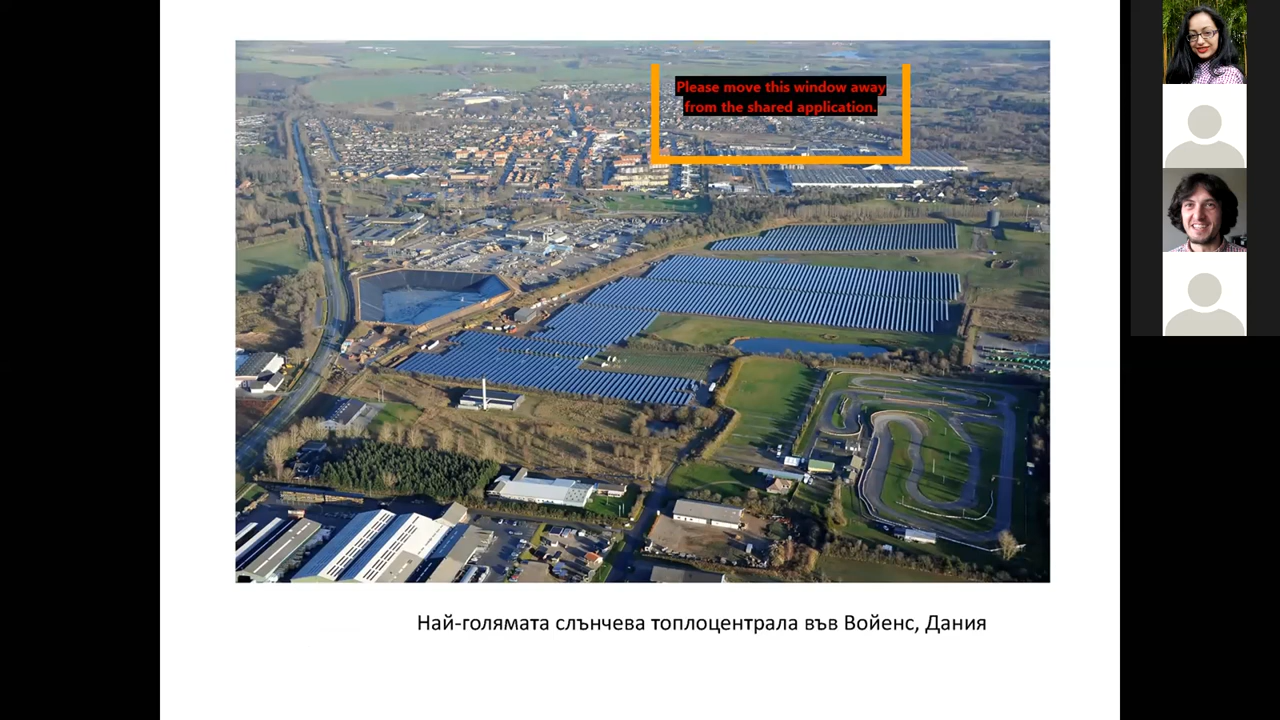 Please move this window away
from the shared application.
Най-голямата слънчева топлоцентрала във Войенс, Дания